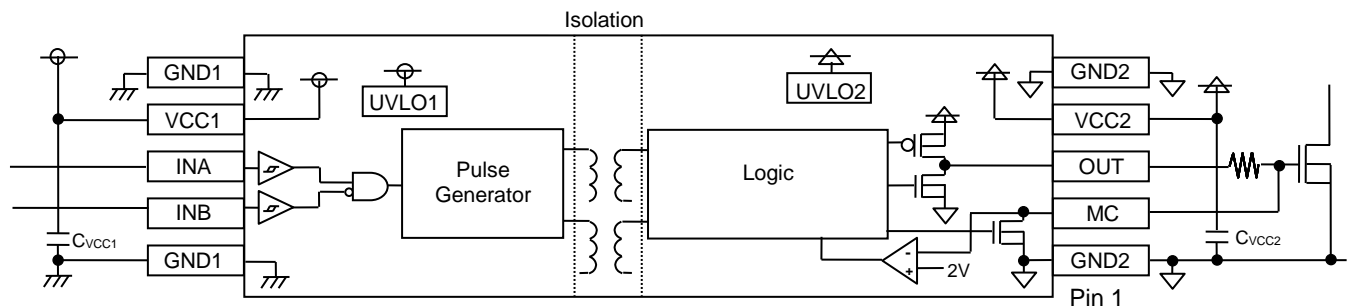 Isolation
GND1
VCC1
INA
INB
GND1
CVCC1
UVLO1
Pulse
Generator
UVLO2
Logic
-
+
2V
GND2
VCC2
OUT
MC
GND2
CVCC2
Pin 1